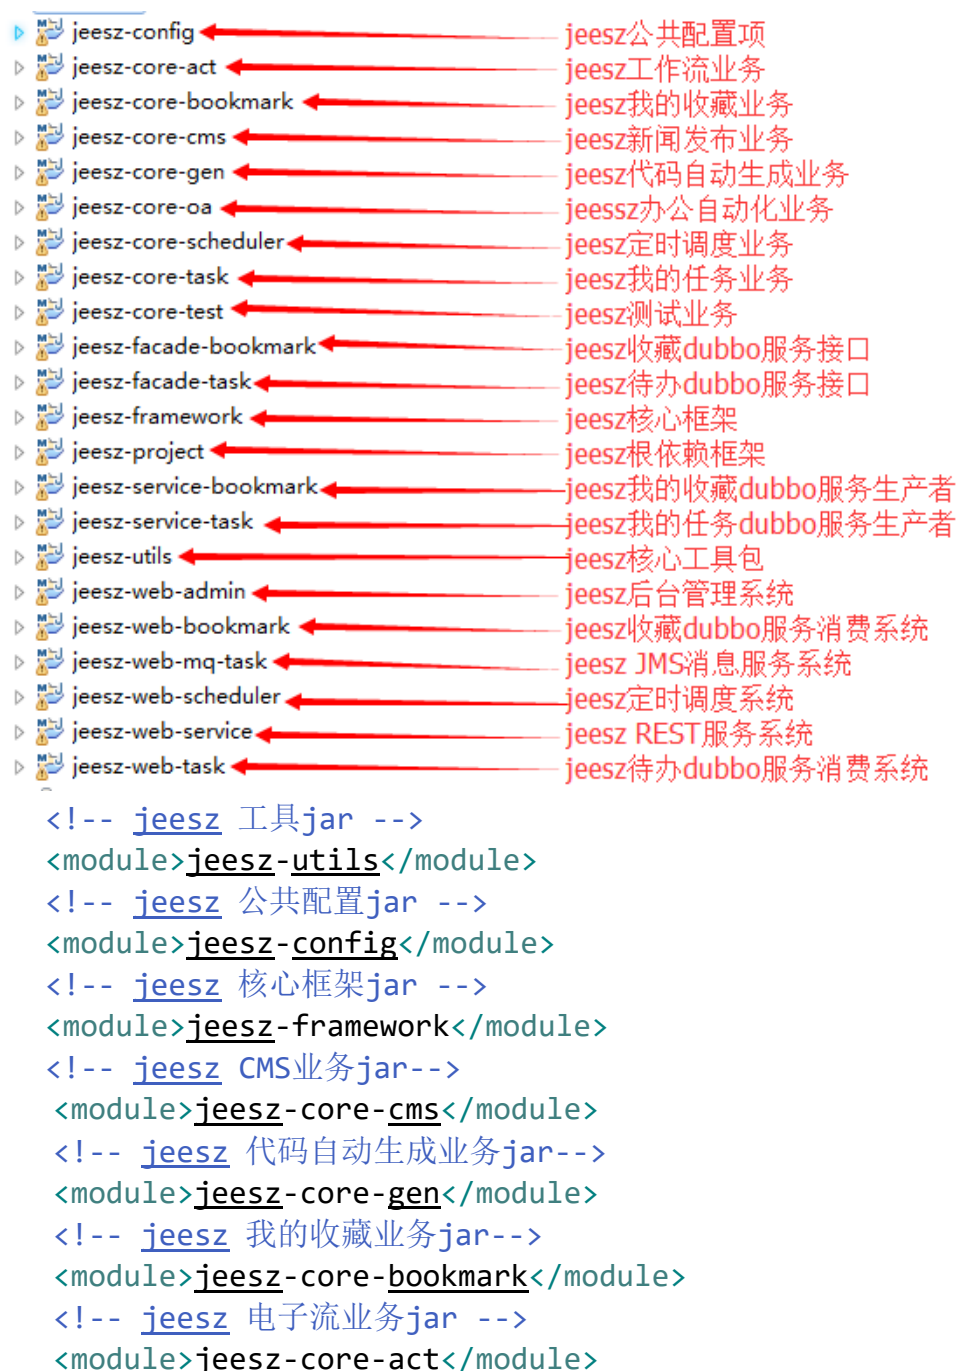 jeesz-config jeesz公共配置项
jeesz-core-act jeesz工作流业务
jeesz-core-bookmark jeesz我的收藏业务
jeesz-core-cms jeesz新闻发布业务
jeesz-core-gen jeesz代码自动生成业务
jeesz-core-oa jeessz办公自动化业务
jeesz-core-scheduler jeesz定时调度业务
jeesz-core-task jeesz我的任务业务
jeesz-core-test jeesz测试业务
jeesz-facade-bookmark jeesz收藏dubbo服务接口
jeesz-facade-task jeesz待办dubbo服务接口
jeesz-framework jeesz核心框架
jeesz-project jeesz根依赖框架
jeesz-service-bookmark jeesz我的收藏dubbo服务生产者
jeesz-service-task jeesz我的任务dubbo服务生产者
jeesz-utils jeesz核心工具包
jeesz-web-admin jeesz后台管理系统
jeesz-web-bookmark jeesz收藏dubbo服务消费系统
jeesz-web-mq-task jeesz JMS消息服务系统
jeesz-web-scheduler jeesz定时调度系统
jeesz-web-service jeesz REST服务系统
jeesz-web-task jeesz待办dubbo服务消费系统
<!-- jeesz 工具jar -->
<module>jeesz-utils</module>
<!-- jeesz 公共配置jar -->
<module>jeesz-config</module>
<!-- jeesz 核心框架jar -->
<module>jeesz-framework</module>
<!-- jeesz CMS业务jar-->
<module>jeesz-core-cms</module>
<!-- jeesz 代码自动生成业务jar-->
<module>jeesz-core-gen</module>
<!-- jeesz 我的收藏业务jar-->
<module>jeesz-core-bookmark</module>
<!-- jeesz 电子流业务jar -->
<module>jeesz-core-act</module>